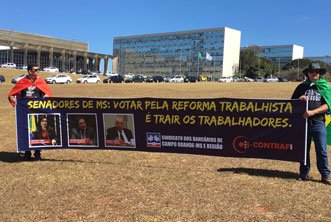 SENADORES DE MS: VOTAR PELA REFORMA TRABALHISTA
É TRAIR OS TRABALHADORES.
SINDICATO DOS BANCÁRIOS
DE CAMPO GRANDE-MS E REGIÃO
CONTRAF